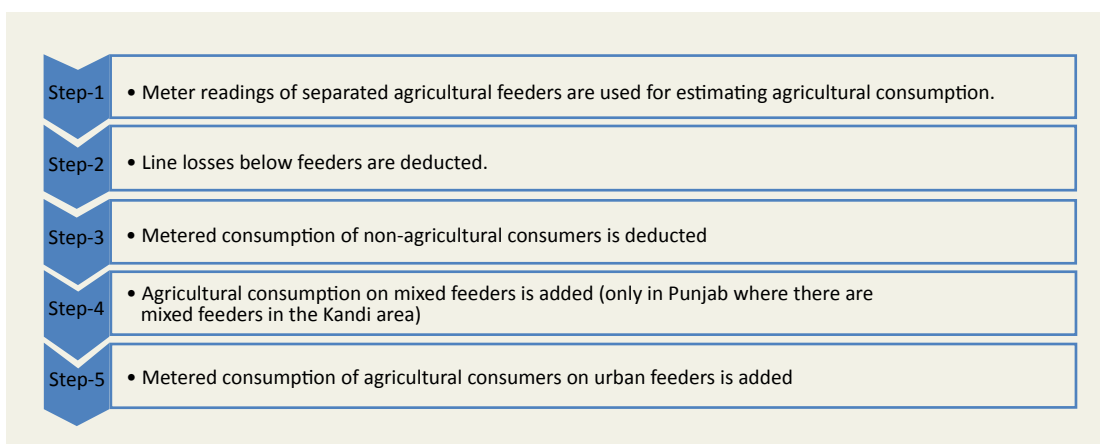 Step-1
• Meter readings of separated agricultural feeders are used for estimating agricultural consumption.
Step-2
• Line losses below feeders are deducted.
Step-3
• Metered consumption of non-agricultural consumers is deducted
Step-4
• Agricultural consumption on mixed feeders is added (only in Punjab where there are
mixed feeders in the Kandi area)
Step-5
• Metered consumption of agricultural consumers on urban feeders is added